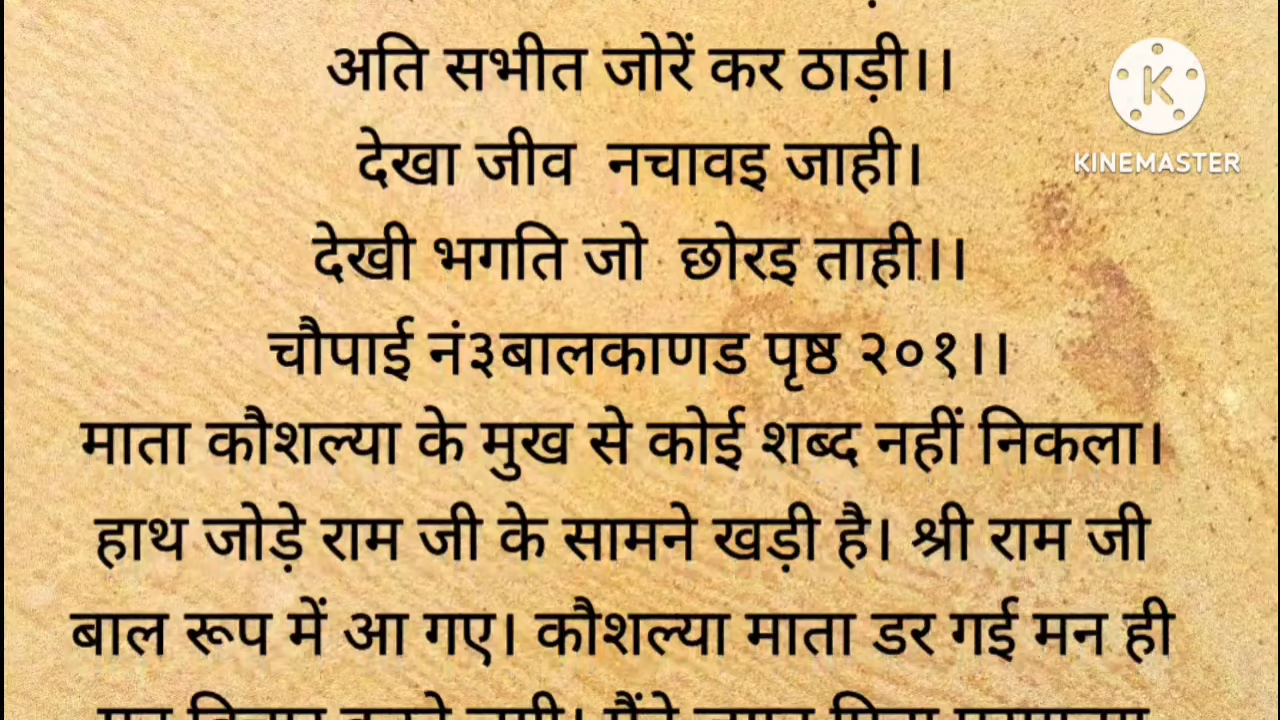 अति सभीत जोरें कर ठाड़ी।।
देखा जीव नचावइ जाही।
देखी भगति जो छोरइ ताही।।
चौपाई नं३बालकाणड पृष्ठ २०१।।
माता कौशल्या के मुख से कोई शब्द नहीं निकला।
हाथ जोड़े राम जी के सामने खड़ी है। श्री राम जी
बाल रूप में आ गए। कौशल्या माता डर गई मन ही
K
KINEMASTER